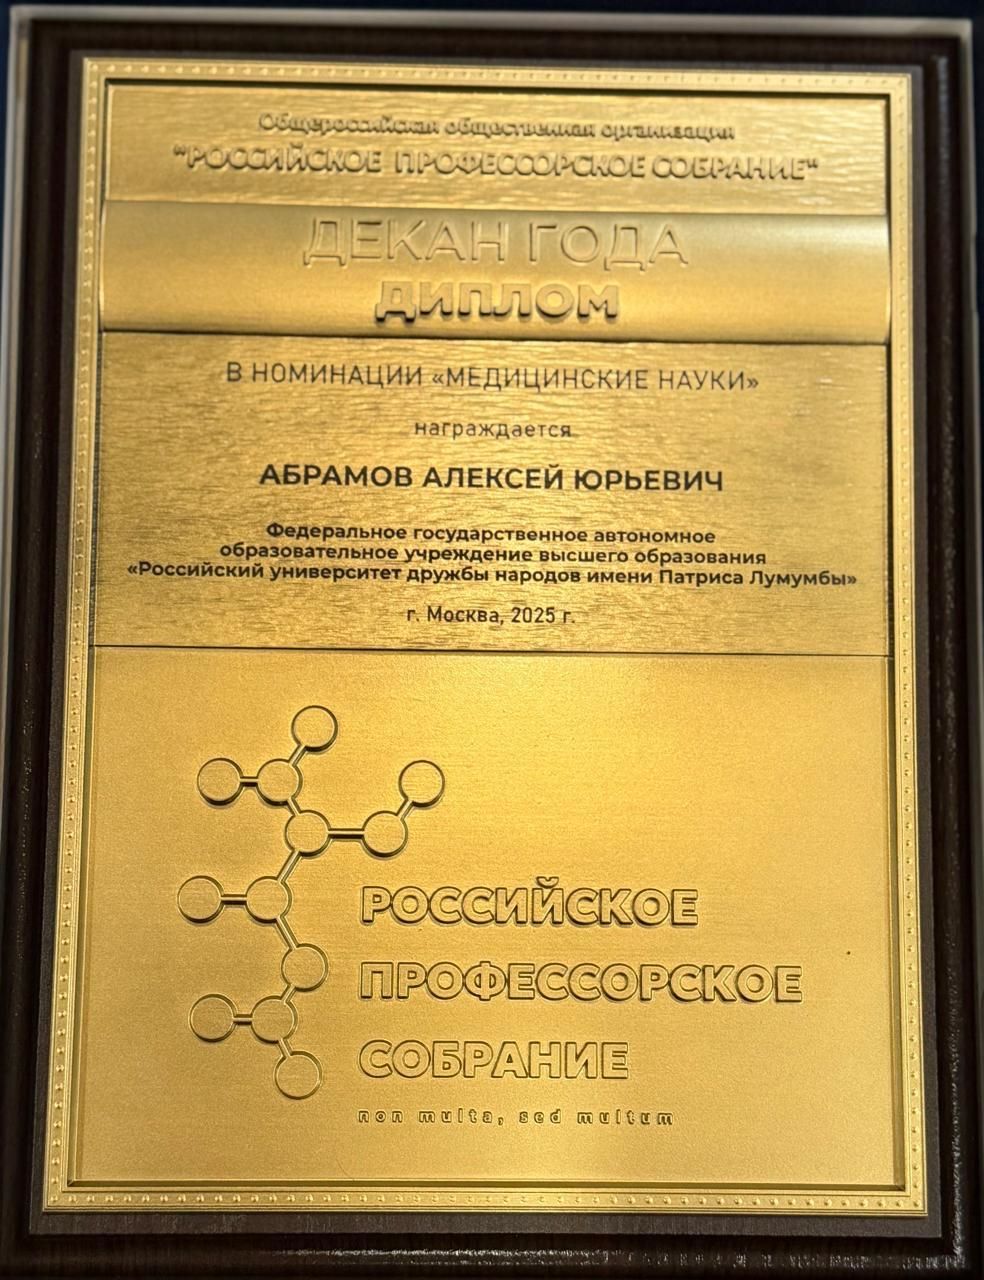 Общероссийская общественная организация
"РОССИЙСКОЕ ПРОФЕССОРСКОЕ СОБРАНИЕ"
ДЕКАН ГОДА
ДИПЛОМ
В НОМИНАЦИИ «МЕДИЦИНСКИЕ НАУКИ»
награждается
АБРАМОВ АЛЕКСЕЙ ЮРЬЕВИЧ
Федеральное государственное автономное
образовательное учреждение высшего образования
«Российский университет дружбы народов имени Патриса Лумумбы»
г. Москва, 2025 г.
РОССИЙСКОЕ
ПРОФЕССОРСКОЕ
СОБРАНИЕ
non multa, sed multum